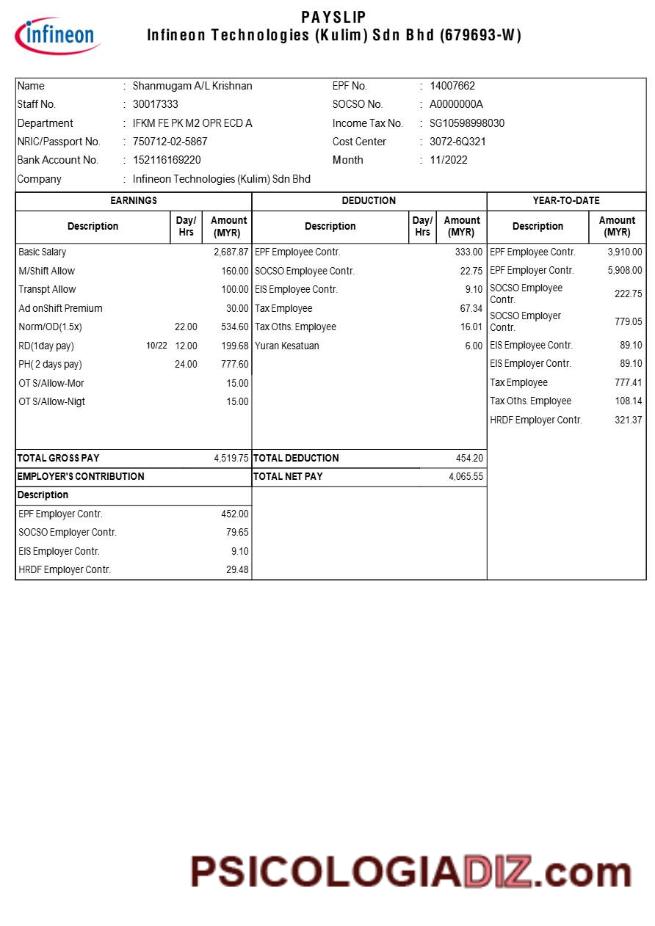 infineon
PAYSLIP
Infineon Technologies (Kulim) Sdn Bhd (679693-W)
Name : Shanmugam A/L Krishnan EPF No. : 14007662
Staff No. : 30017333 SOCSO No. : A0000000A
Department : IFKM FE PK M2 OPR ECD A Income Tax No. : SG10598998030
NRIC/Passport No. : 750712-02-5867 Cost Center : 3072-6Q321
Bank Account No. : 152116169220 Month : 11/2022
Company : Infineon Technologies (Kulim) Sdn Bhd
EARNINGS DEDUCTION YEAR-TO-DATE
Description Day/Hrs Amount (MYR) Description Day/Hrs Amount (MYR) Description Amount (MYR)
Basic Salary 2,687.87 EPF Employee Contr. 333.00 EPF Employee Contr. 3,910.00
M/Shift Allow 160.00 SOCSO Employee Contr. 22.75 EPF Employer Contr. 5,908.00
Transpt Allow 100.00 EIS Employee Contr. 9.10 SOCSO Employee Contr. 222.75
Ad onShift Premium 30.00 Tax Employee 67.34 SOCSO Employer Contr. 779.05
Norm/OD(1.5x) 22.00 534.60 Tax Oths. Employee 16.01
RD(1day pay) 10/22 12.00 199.68 Yuran Kesatuan 6.00 EIS Employee Contr. 89.10
PH( 2 days pay) 24.00 777.60 EIS Employer Contr. 89.10
OT S/Allow-Mor 15.00 Tax Employee 777.41
OT S/Allow-Nigt 15.00 Tax Oths. Employee 108.14
HRDF Employer Contr. 321.37
TOTAL GROSS PAY 4,519.75 TOTAL DEDUCTION 454.20
EMPLOYER'S CONTRIBUTION TOTAL NET PAY 4,065.55
Description
EPF Employer Contr. 452.00
SOCSO Employer Contr. 79.65
EIS Employer Contr. 9.10
HRDF Employer Contr. 29.48
PSICOLOGIADIZ.com